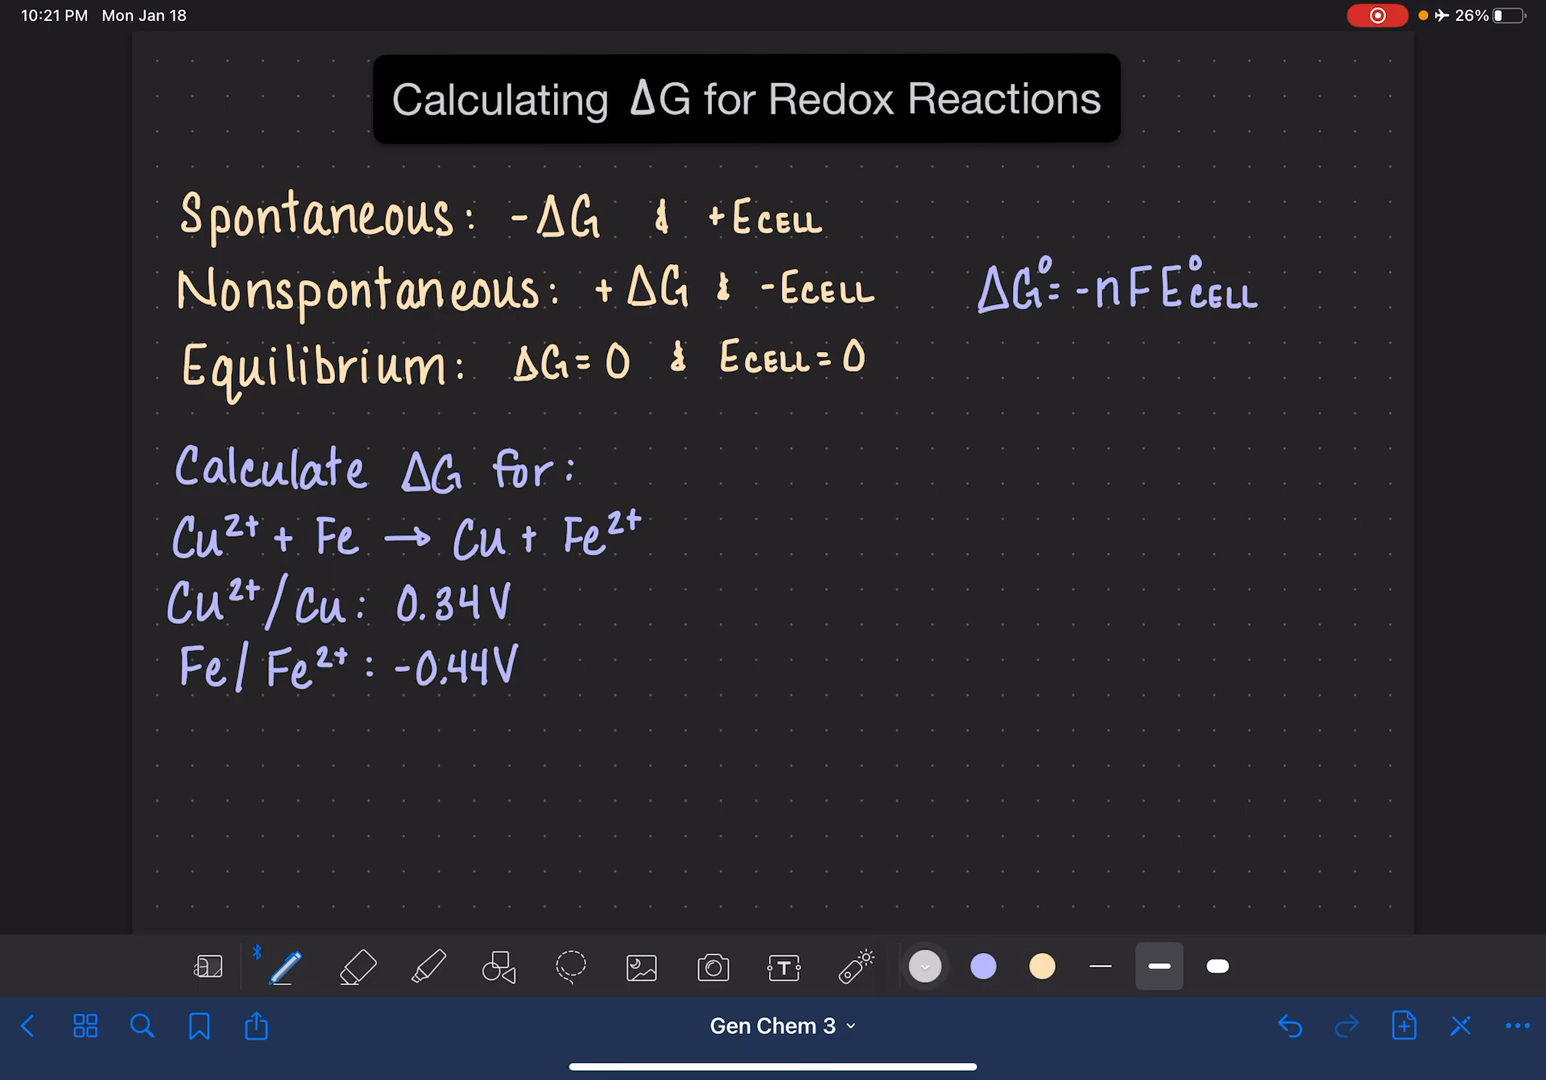 10:21 PM Mon Jan 18
26%
Calculating ΔG for Redox Reactions
Spontaneous: -ΔG & +ECELL
Nonspontaneous: +ΔG & -ECELL
ΔG°= -nFE°CELL
Equilibrium: ΔG=0 & ECELL=0
Calculate ΔG for:
Cu²⁺ + Fe → Cu + Fe²⁺
Cu²⁺/Cu: 0.34V
Fe/Fe²⁺: -0.44V
Gen Chem 3